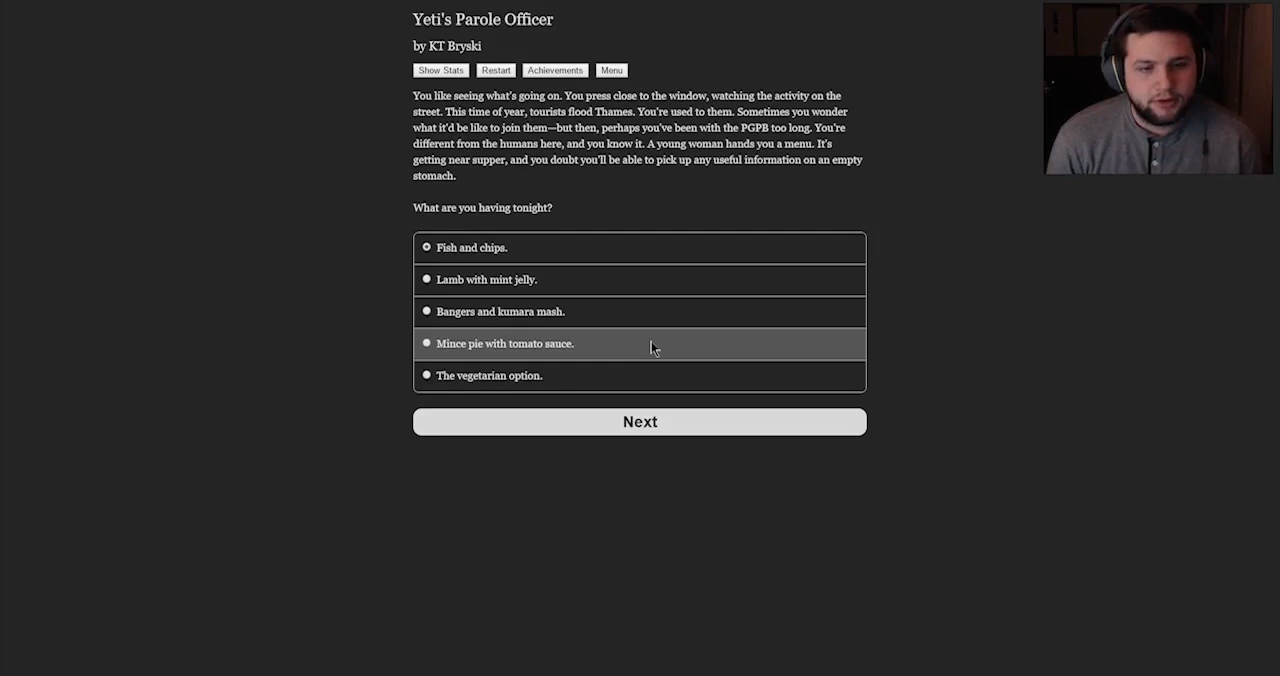 Yeti's Parole Officer
by KT Bryski
Show Stats Restart Achievements Menu
You like seeing what's going on. You press close to the window, watching the activity on the
street. This time of year, tourists flood Thames. You're used to them. Sometimes you wonder
what it'd be like to join them—but then, perhaps you've been with the PGPB too long. You're
different from the humans here, and you know it. A young woman hands you a menu. It's
getting near supper, and you doubt you'll be able to pick up any useful information on an empty
stomach.
What are you having tonight?
Fish and chips.
Lamb with mint jelly.
Bangers and kumara mash.
Mince pie with tomato sauce.
The vegetarian option.
Next